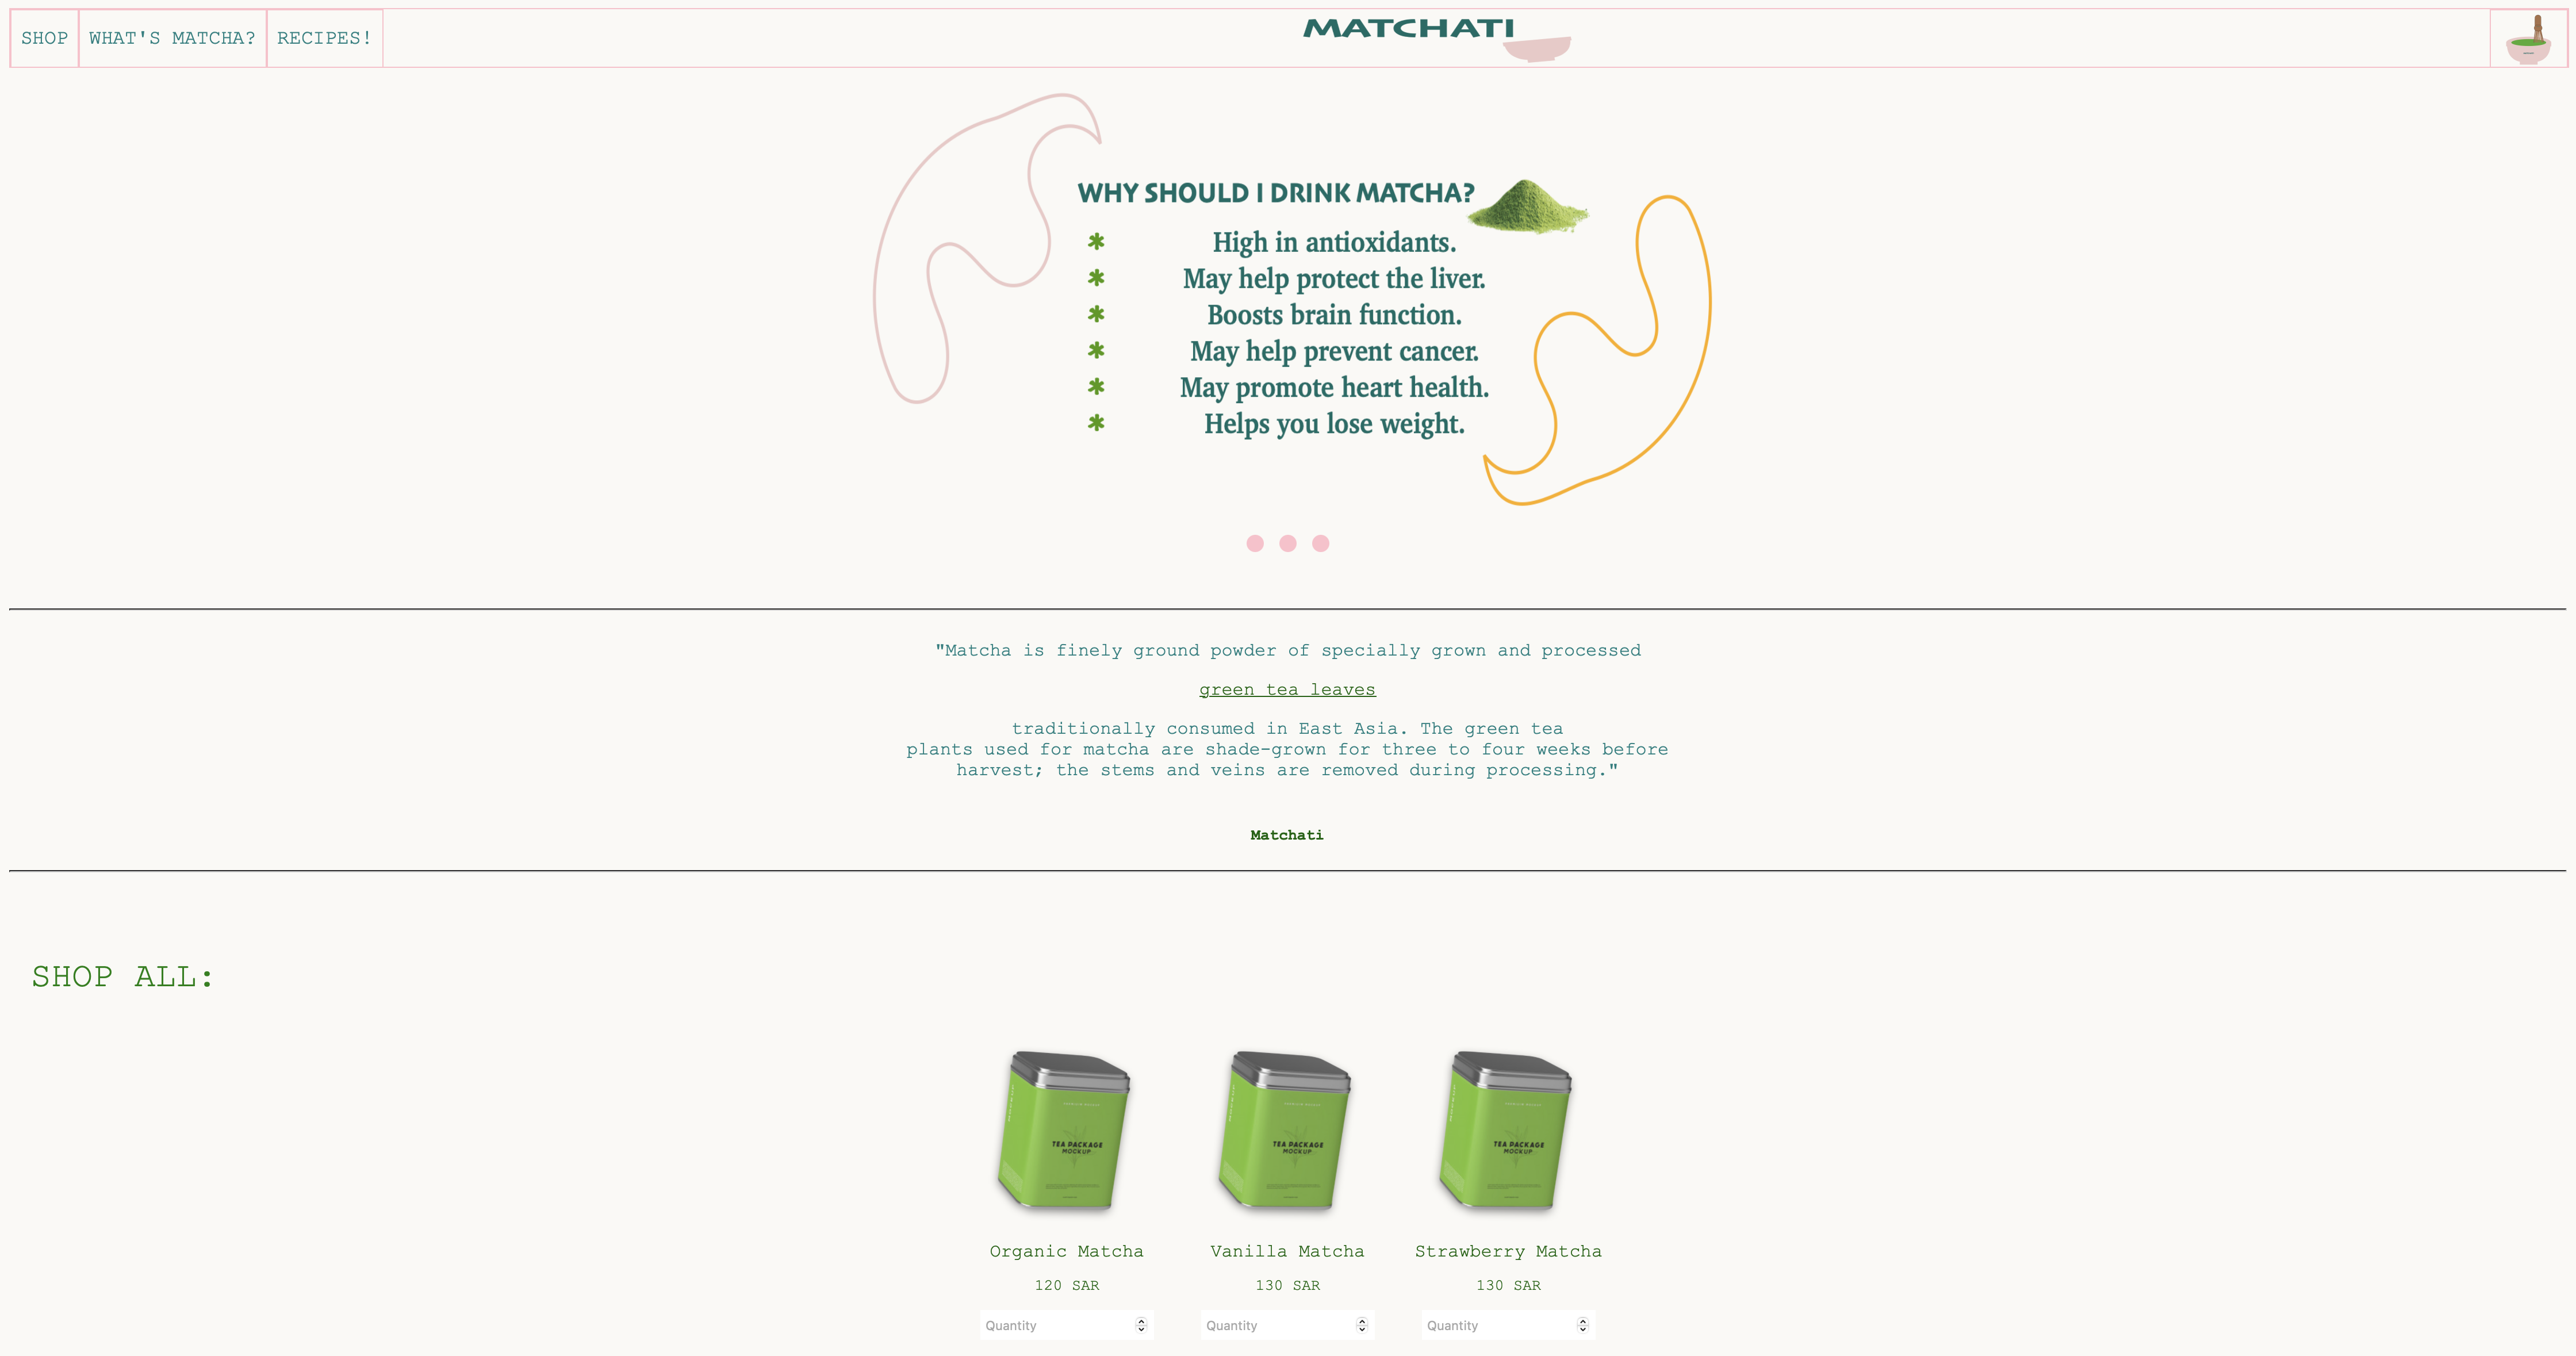 SHOP WHAT'S MATCHA? RECIPES! MATCHATI
WHY SHOULD I DRINK MATCHA?
* High in antioxidants.
* May help protect the liver.
* Boosts brain function.
* May help prevent cancer.
* May promote heart health.
* Helps you lose weight.
"Matcha is finely ground powder of specially grown and processed
green tea leaves
traditionally consumed in East Asia. The green tea
plants used for matcha are shade-grown for three to four weeks before
harvest; the stems and veins are removed during processing."
Matchati
SHOP ALL:
TEA PACKAGE
MOCKUP
TEA PACKAGE
MOCKUP
TEA PACKAGE
MOCKUP
Organic Matcha Vanilla Matcha Strawberry Matcha
120 SAR 130 SAR 130 SAR
Quantity Quantity Quantity